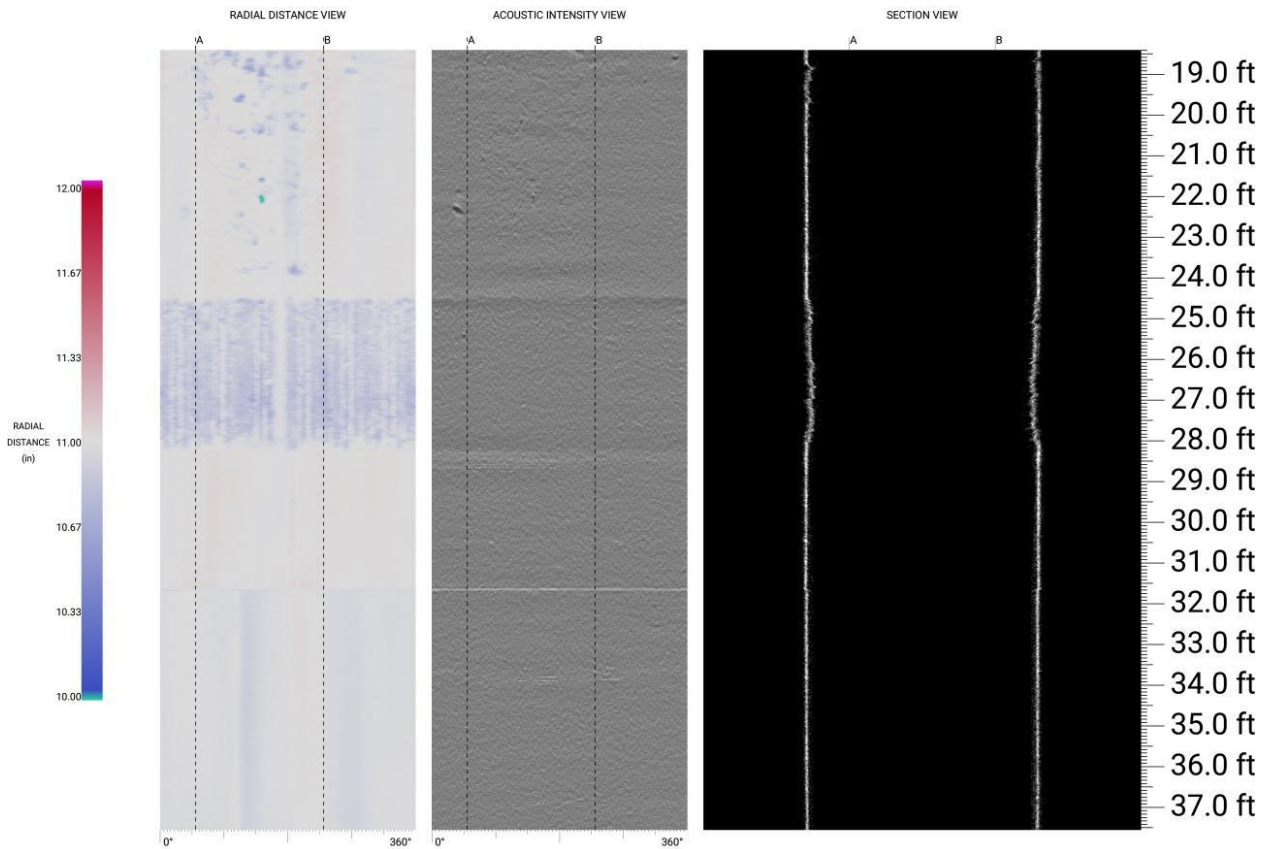 RADIAL DISTANCE VIEW
ACOUSTIC INTENSITY VIEW
SECTION VIEW
A
B
A
B
A
B
12.00
11.67
11.33
RADIAL
DISTANCE
(in)
11.00
10.67
10.33
10.00
0°
360°
0°
360°
19.0 ft
20.0 ft
21.0 ft
22.0 ft
23.0 ft
24.0 ft
25.0 ft
26.0 ft
27.0 ft
28.0 ft
29.0 ft
30.0 ft
31.0 ft
32.0 ft
33.0 ft
34.0 ft
35.0 ft
36.0 ft
37.0 ft